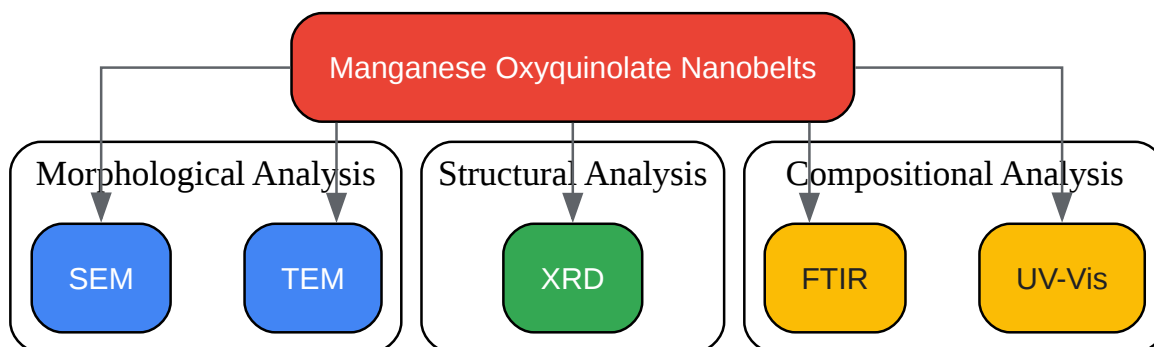 Manganese Oxyquinolate Nanobelts
Morphological Analysis
Structural Analysis
Compositional Analysis
SEM
TEM
XRD
FTIR
UV-Vis